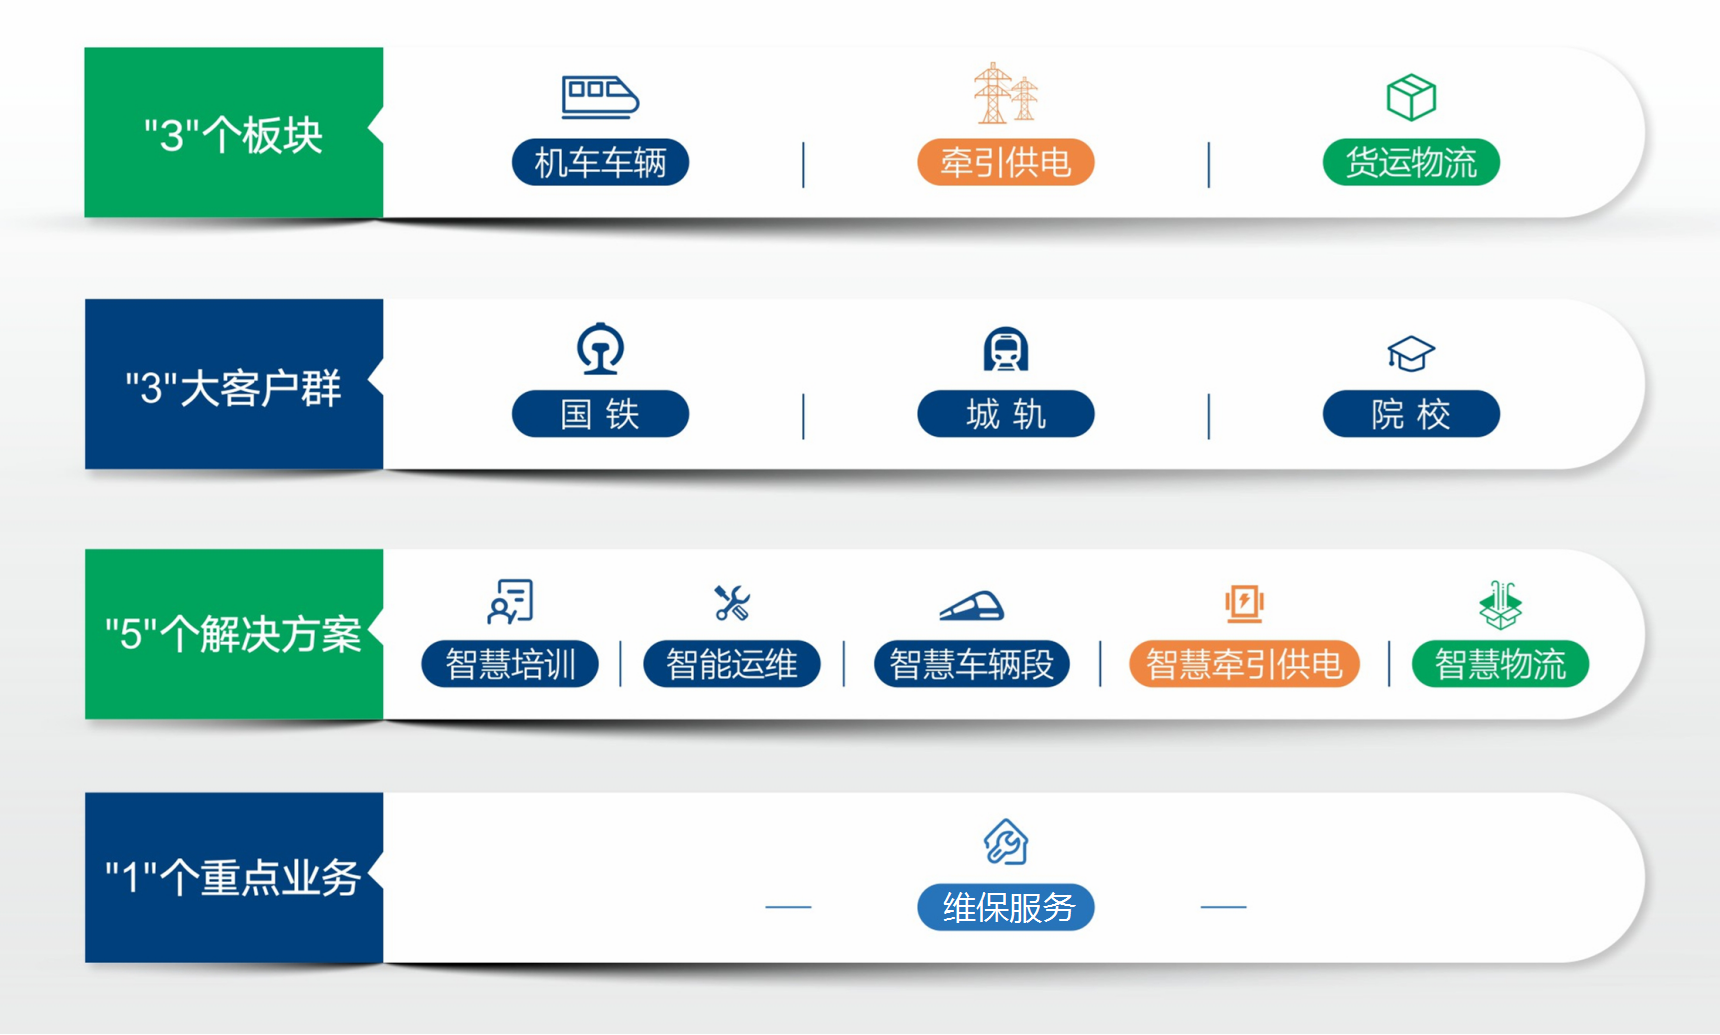 "3"个板块
机车车辆
牵引供电
货运物流
"3"大客户群
国 铁
城 轨
院 校
"5"个解决方案
智慧培训
智能运维
智慧车辆段
智慧牵引供电
智慧物流
"1"个重点业务
维保服务